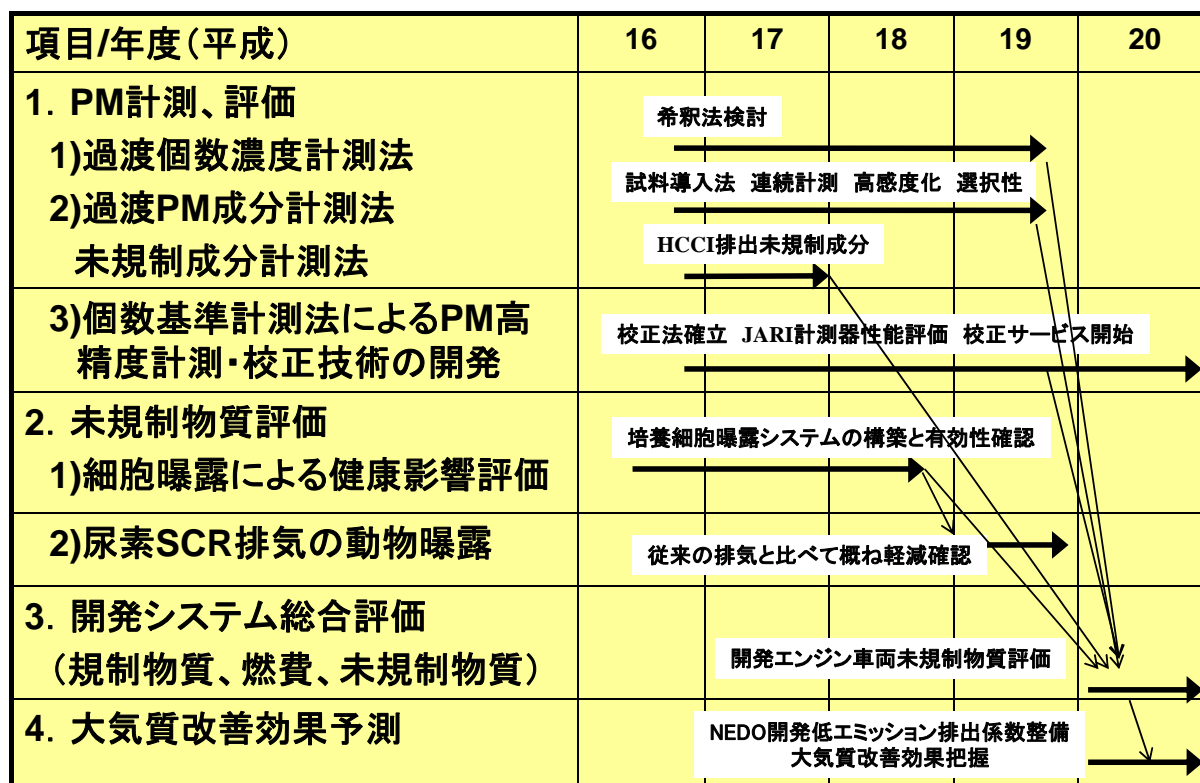 項目/年度(平成) 16 17 18 19 20
1. PM計測、評価
希釈法検討
1)過渡個数濃度計測法
試料導入法 連続計測 高感度化 選択性
2)過渡PM成分計測法
HCCI排出未規制成分
未規制成分計測法
3)個数基準計測法によるPM高
校正法確立 JARI計測器性能評価 校正サービス開始
精度計測・校正技術の開発
2. 未規制物質評価
培養細胞曝露システムの構築と有効性確認
1)細胞曝露による健康影響評価
2)尿素SCR排気の動物曝露
従来の排気と比べて概ね軽減確認
3. 開発システム総合評価
開発エンジン車両未規制物質評価
(規制物質、燃費、未規制物質)
4. 大気質改善効果予測
NEDO開発低エミッション排出係数整備
大気質改善効果把握